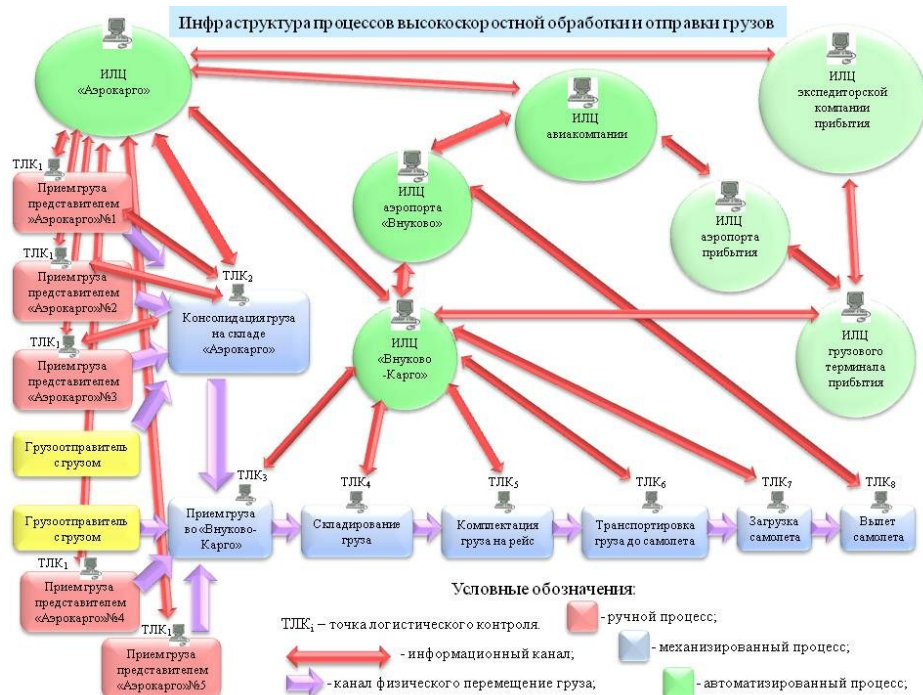 Инфраструктура процессов высокоскоростной обработки и отправки грузов
ИЛЦ
«Аэрокарго»
ИЛЦ
экспедиторской
компании
прибытия
ИЛЦ
авиакомпании
ИЛЦ
аэропорта
«Внуково»
ИЛЦ
аэропорта
прибытия
ТЛК1
Прием груза
представителем
»Аэрокарго»№1
ТЛК1
Прием груза
представителем
«Аэрокарго»№2
ТЛК2
Консолидация груза
на складе
«Аэрокарго»
ТЛК1
Прием груза
представителем
«Аэрокарго»№3
ИЛЦ
«Внуково
-Карго»
ИЛЦ
грузового
терминала
прибытия
Грузоотправитель
с грузом
Грузоотправитель
с грузом
ТЛК3
Прием груза
во «Внуково-
Карго»
ТЛК4
Складирование
груза
ТЛК5
Комплектация
груза на рейс
ТЛК6
Транспортировка
груза до самолета
ТЛК7
Загрузка
самолета
ТЛК8
Вылет
самолета
ТЛК1
Прием груза
представителем
«Аэрокарго»№4
ТЛК1
Прием груза
представителем
«Аэрокарго»№5
Условные обозначения:
ТЛКi – точка логистического контроля.
- информационный канал;
- канал физического перемещение груза;
- ручной процесс;
- механизированный процесс;
- автоматизированный процесс;